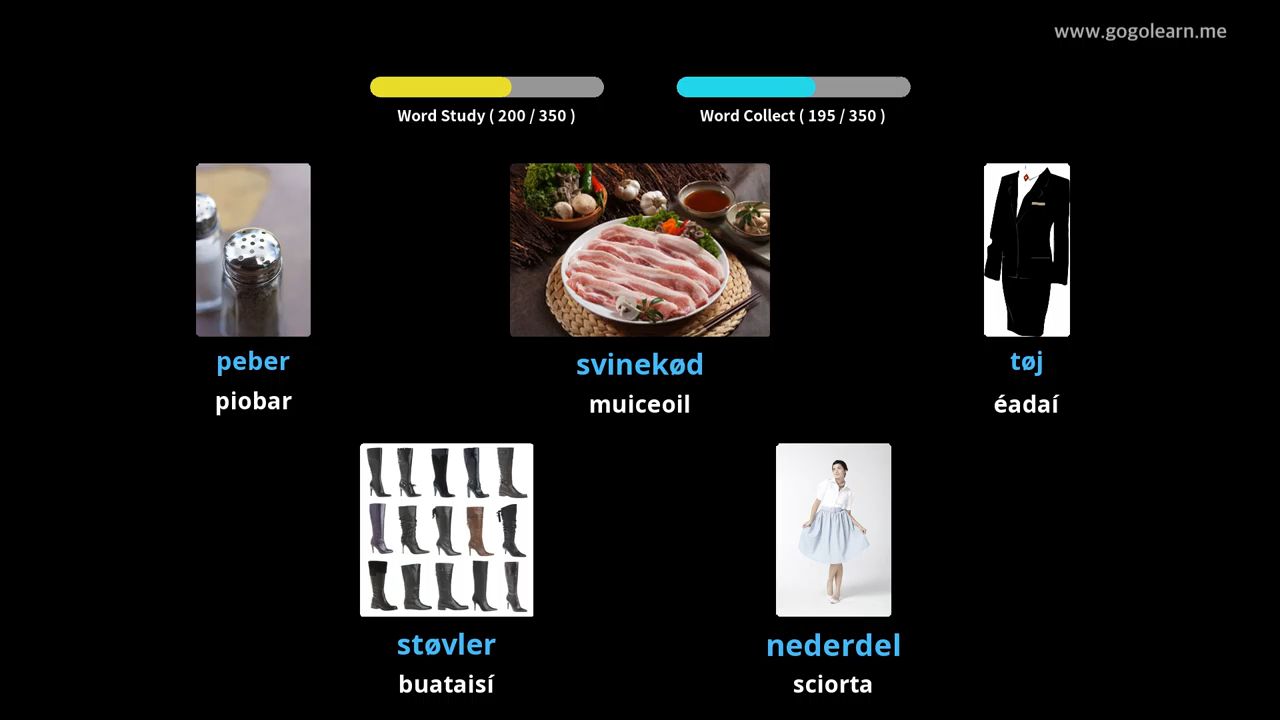 www.gogolearn.me
Word Study ( 200 / 350 )
Word Collect ( 195 / 350 )
peber
piobar
svinekød
muiceoil
tøj
éadaí
støvler
buataisí
nederdel
sciorta